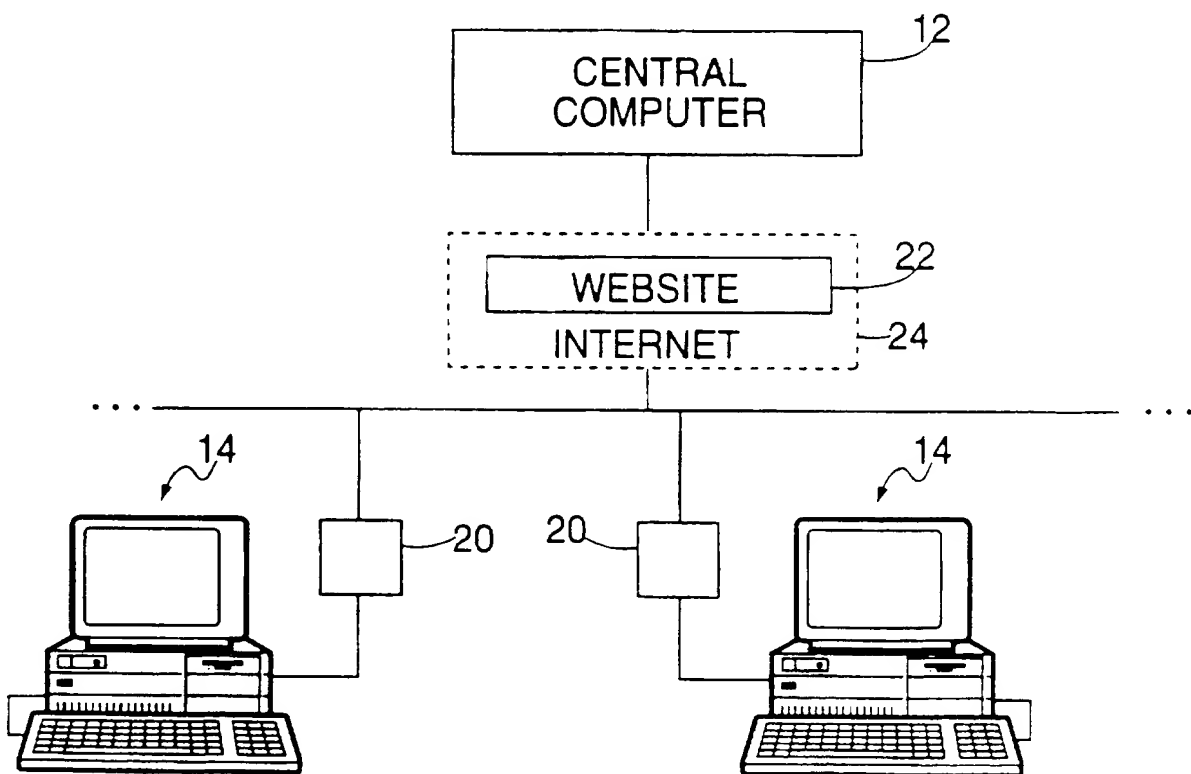 12
CENTRAL
COMPUTER
22
WEBSITE
INTERNET
24
... ...
14 14
20 20